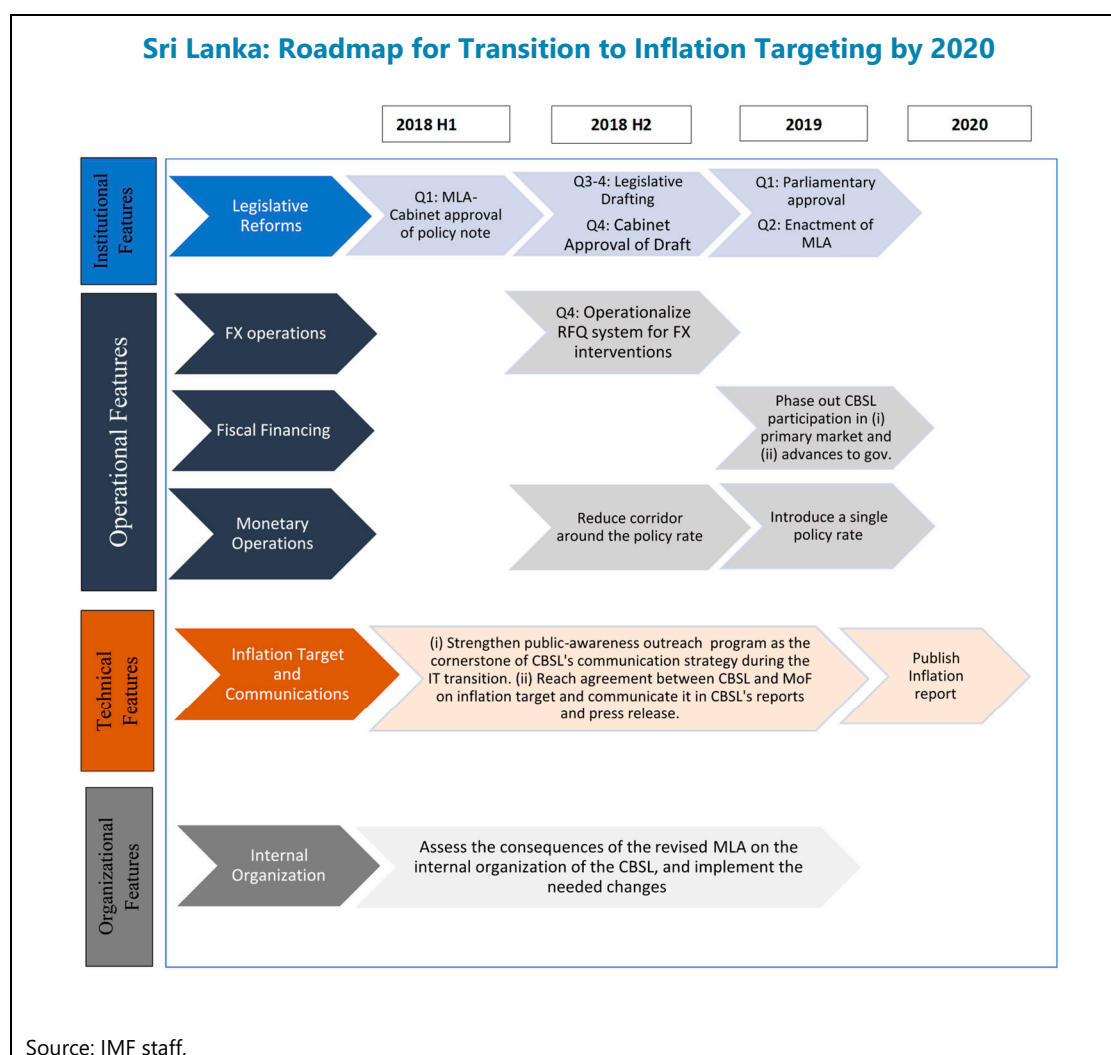 Sri Lanka: Roadmap for Transition to Inflation Targeting by 2020
2018 H1
2018 H2
2019
2020
Institutional
Features
Legislative
Reforms
Q1: MLA-
Cabinet approval
of policy note
Q3-4: Legislative
Drafting
Q4: Cabinet
Approval of Draft
Q1: Parliamentary
approval
Q2: Enactment of
MLA
Operational Features
FX operations
Q4: Operationalize
RFQ system for FX
interventions
Fiscal Financing
Phase out CBSL
participation in (i)
primary market and
(ii) advances to gov.
Monetary
Operations
Reduce corridor
around the policy rate
Introduce a single
policy rate
Technical
Features
Inflation Target
and
Communications
(i) Strengthen public-awareness outreach program as the
cornerstone of CBSL's communication strategy during the
IT transition. (ii) Reach agreement between CBSL and MoF
on inflation target and communicate it in CBSL's reports
and press release.
Publish
Inflation
report
Organizational
Features
Internal
Organization
Assess the consequences of the revised MLA on the
internal organization of the CBSL, and implement the
needed changes
Source: IMF staff.